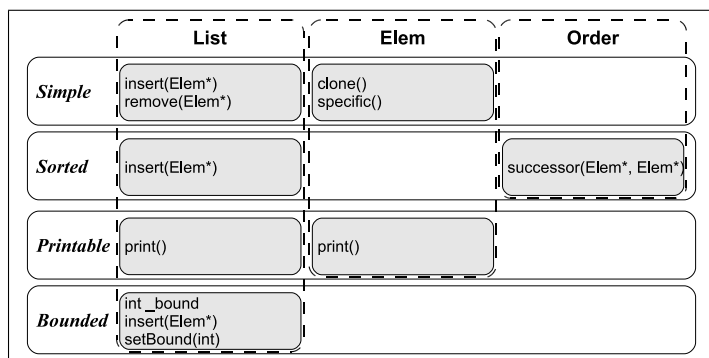 List Elem Order
Simple
insert(Elem*)
remove(Elem*)
clone()
specific()
Sorted
insert(Elem*)
successor(Elem*, Elem*)
Printable
print()
print()
Bounded
int _bound
insert(Elem*)
setBound(int)